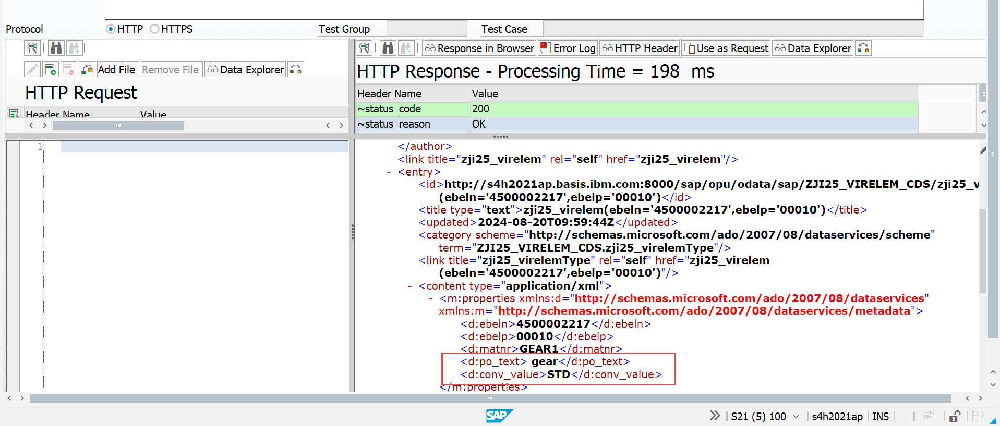 Protocol HTTP HTTPS Test Group Test Case
Response in Browser Error Log HTTP Header Use as Request Data Explorer
Add File Remove File Data Explorer
HTTP Response - Processing Time = 198 ms
HTTP Request
Header Name Value
~status_code 200
~status_reason OK
Header Name Value
1
</author>
<link title="zji25_virelem" rel="self" href="zji25_virelem"/>
- <entry>
<id>http://s4h2021ap.basis.ibm.com:8000/sap/opu/odata/sap/ZJI25_VIRELEM_CDS/zji25_v
(ebeln='4500002217',ebelp='00010')</id>
<title type="text">zji25_virelem(ebeln='4500002217',ebelp='00010')</title>
<updated>2024-08-20T09:59:44Z</updated>
<category scheme="http://schemas.microsoft.com/ado/2007/08/dataservices/scheme"
term="ZJI25_VIRELEM_CDS.zji25_virelemType"/>
<link title="zji25_virelemType" rel="self" href="zji25_virelem
(ebeln='4500002217',ebelp='00010')"/>
- <content type="application/xml">
- <m:properties xmlns:d="http://schemas.microsoft.com/ado/2007/08/dataservices"
xmlns:m="http://schemas.microsoft.com/ado/2007/08/dataservices/metadata">
<d:ebeln>4500002217</d:ebeln>
<d:ebelp>00010</d:ebelp>
<d:matnr>GEAR1</d:matnr>
<d:po_text> gear</d:po_text>
<d:conv_value>STD</d:conv_value>
</m:properties>
SAP S21 (5) 100 s4h2021ap INS